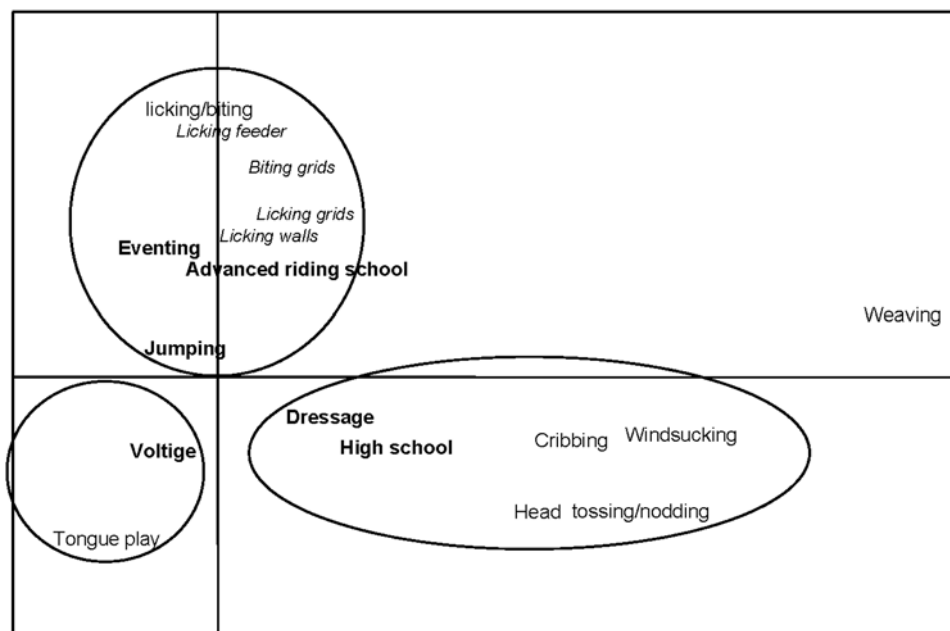 licking/biting
Licking feeder
Biting grids
Licking grids
Licking walls
Eventing
Advanced riding school
Weaving
Jumping
Dressage
High school
Cribbing
Windsucking
Voltige
Head tossing/nodding
Tongue play